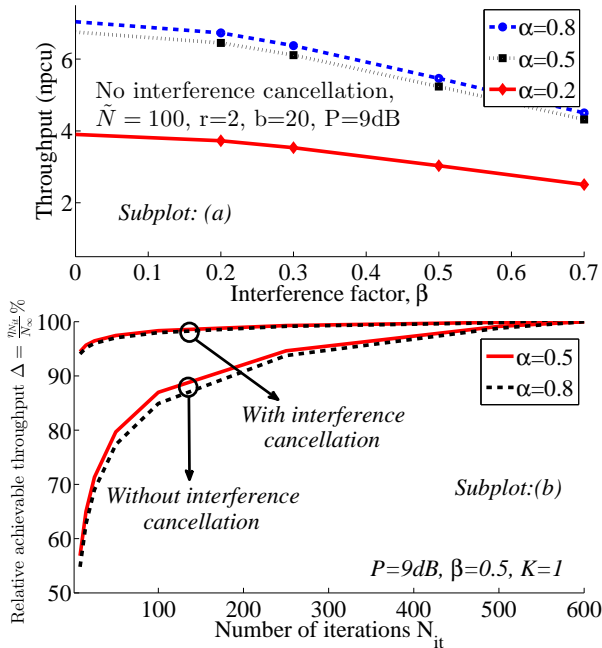 Throughput (npcu)
6
4
2
α=0.8
α=0.5
α=0.2
No interference cancellation,
Ñ = 100, r=2, b=20, P=9dB
Subplot: (a)
0 0.1 0.2 0.3 0.4 0.5 0.6 0.7
Interference factor, β
Relative achievable throughput Δ = η_{N_it}/N_∞ %
100
90
80
70
60
50
α=0.5
α=0.8
With interference
cancellation
Without interference
cancellation
Subplot:(b)
P=9dB, β=0.5, K=1
100 200 300 400 500 600
Number of iterations N_it